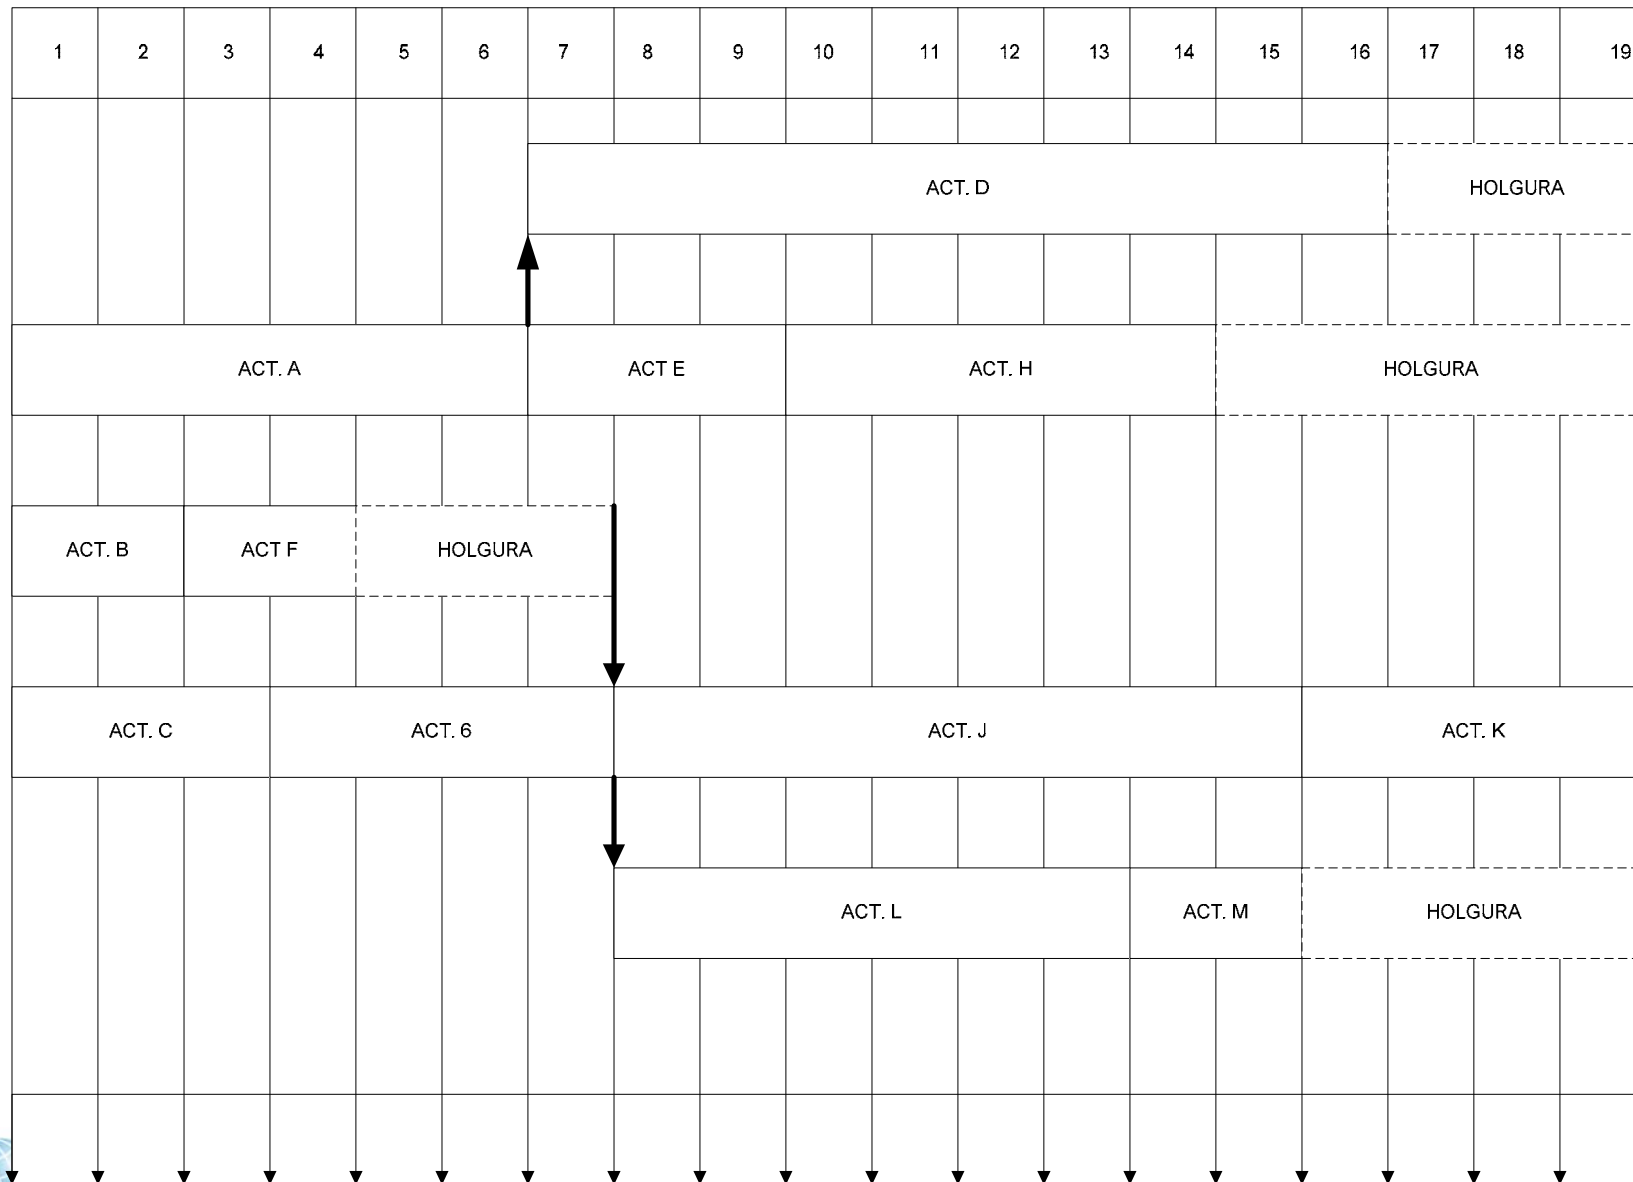 1 2 3 4 5 6 7 8 9 10 11 12 13 14 15 16 17 18 19
ACT. D HOLGURA
ACT. A ACT E ACT. H HOLGURA
ACT. B ACT F HOLGURA
ACT. C ACT. 6 ACT. J ACT. K
ACT. L ACT. M HOLGURA